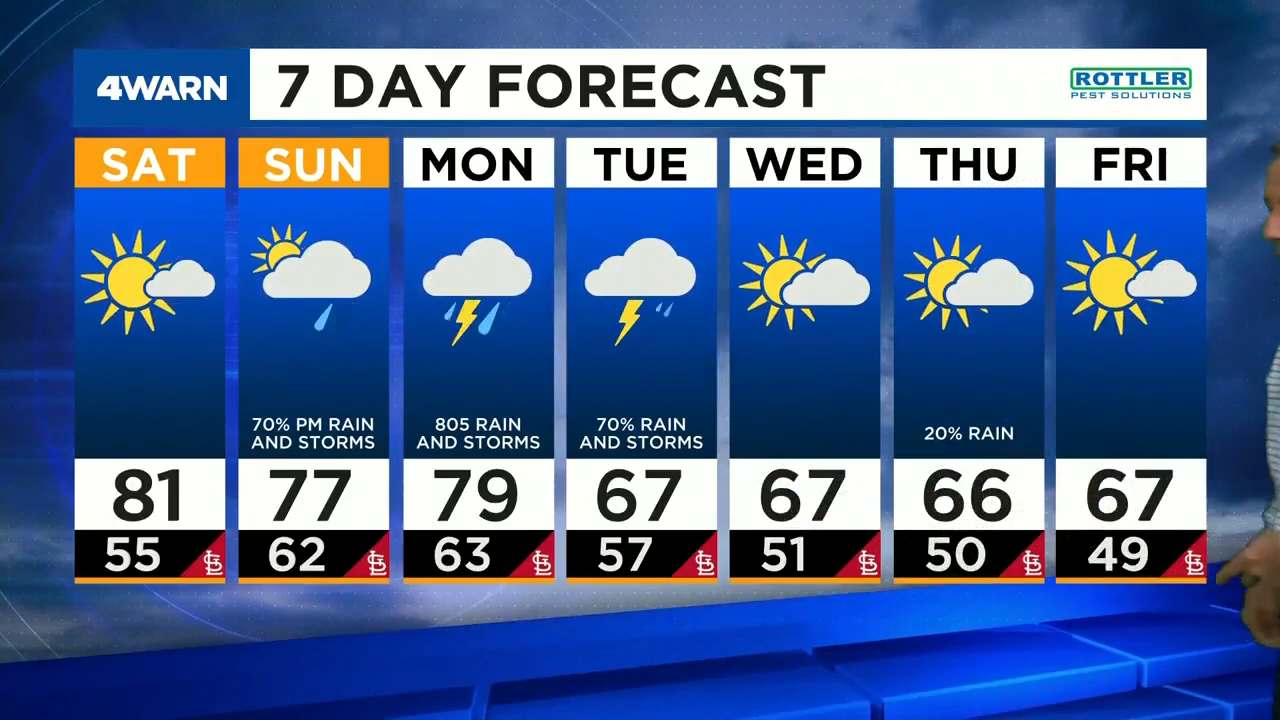 4WARN
7 DAY FORECAST
ROTTLER
PEST SOLUTIONS
SAT
SUN
MON
TUE
WED
THU
FRI
70% PM RAIN
AND STORMS
805 RAIN
AND STORMS
70% RAIN
AND STORMS
20% RAIN
81
77
79
67
67
66
67
55
62
63
57
51
50
49